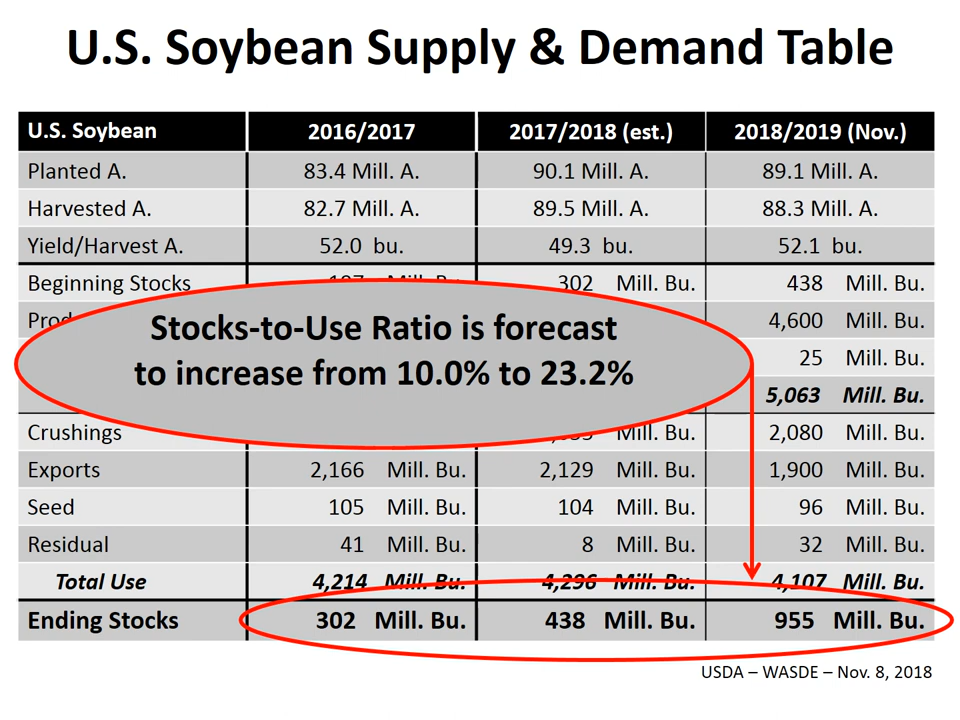 U.S. Soybean Supply & Demand Table
U.S. Soybean 2016/2017 2017/2018 (est.) 2018/2019 (Nov.)
Planted A. 83.4 Mill. A. 90.1 Mill. A. 89.1 Mill. A.
Harvested A. 82.7 Mill. A. 89.5 Mill. A. 88.3 Mill. A.
Yield/Harvest A. 52.0 bu. 49.3 bu. 52.1 bu.
Beginning Stocks 302 Mill. Bu. 438 Mill. Bu.
4,600 Mill. Bu.
Stocks-to-Use Ratio is forecast
to increase from 10.0% to 23.2%
25 Mill. Bu.
5,063 Mill. Bu.
Crushings Mill. Bu. 2,080 Mill. Bu.
Exports 2,166 Mill. Bu. 2,129 Mill. Bu. 1,900 Mill. Bu.
Seed 105 Mill. Bu. 104 Mill. Bu. 96 Mill. Bu.
Residual 41 Mill. Bu. 8 Mill. Bu. 32 Mill. Bu.
Total Use 4,214 Mill. Bu. 4,296 Mill. Bu. 4,107 Mill. Bu.
Ending Stocks 302 Mill. Bu. 438 Mill. Bu. 955 Mill. Bu.
USDA – WASDE – Nov. 8, 2018